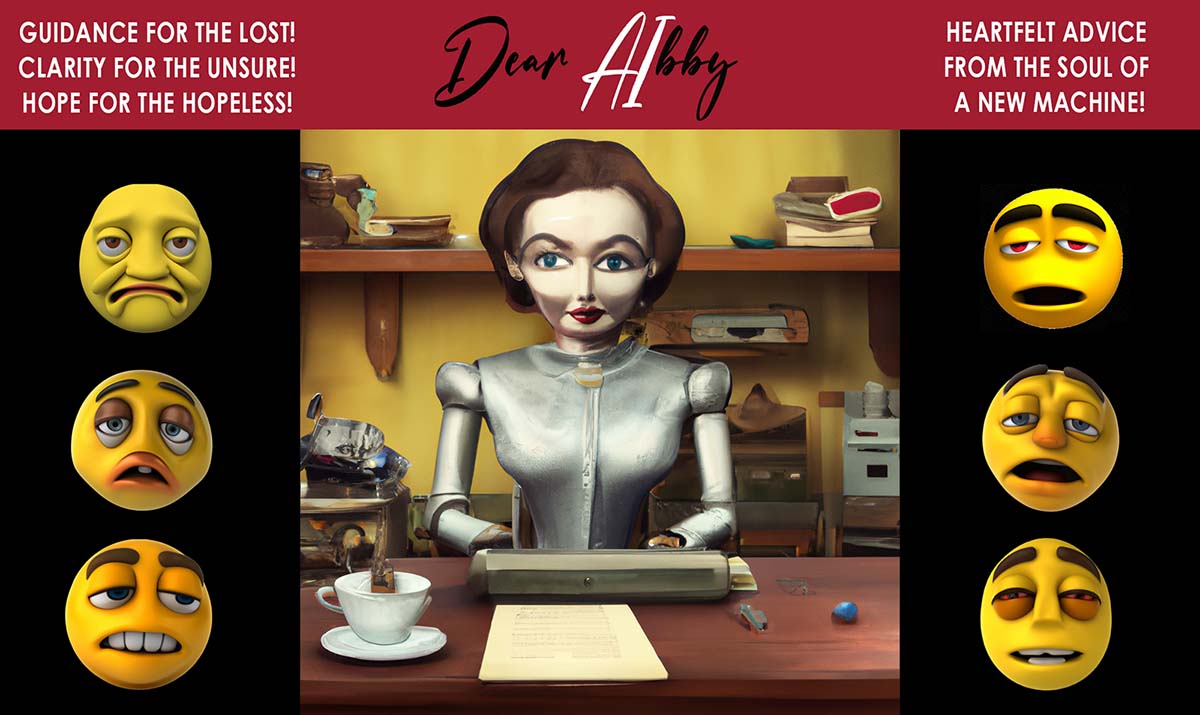 GUIDANCE FOR THE LOST!
CLARITY FOR THE UNSURE!
HOPE FOR THE HOPELESS!
Dear AIbby
HEARTFELT ADVICE
FROM THE SOUL OF
A NEW MACHINE!